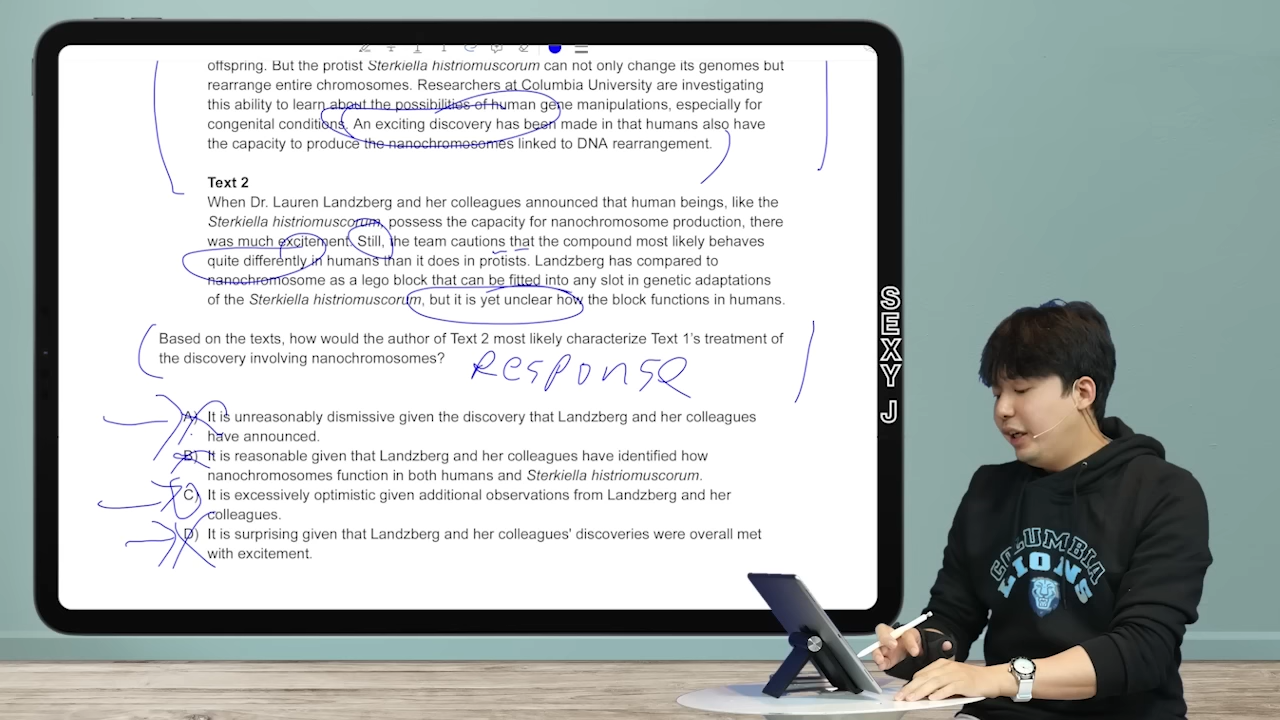 offspring. But the protist Sterkiella histriomuscorum can not only change its genomes but
rearrange entire chromosomes. Researchers at Columbia University are investigating
this ability to learn about the possibilities of human gene manipulations, especially for
congenital conditions. An exciting discovery has been made in that humans also have
the capacity to produce the nanochromosomes linked to DNA rearrangement.
Text 2
When Dr. Lauren Landzberg and her colleagues announced that human beings, like the
Sterkiella histriomuscorum, possess the capacity for nanochromosome production, there
was much excitement. Still, the team cautions that the compound most likely behaves
quite differently in humans than it does in protists. Landzberg has compared to
nanochromosome as a lego block that can be fitted into any slot in genetic adaptations
of the Sterkiella histriomuscorum, but it is yet unclear how the block functions in humans.
Based on the texts, how would the author of Text 2 most likely characterize Text 1's treatment of
the discovery involving nanochromosomes?
Response
A) It is unreasonably dismissive given the discovery that Landzberg and her colleagues
have announced.
B) It is reasonable given that Landzberg and her colleagues have identified how
nanochromosomes function in both humans and Sterkiella histriomuscorum.
C) It is excessively optimistic given additional observations from Landzberg and her
colleagues.
D) It is surprising given that Landzberg and her colleagues' discoveries were overall met
with excitement.
SEXY J
COLUMBIA
LIONS